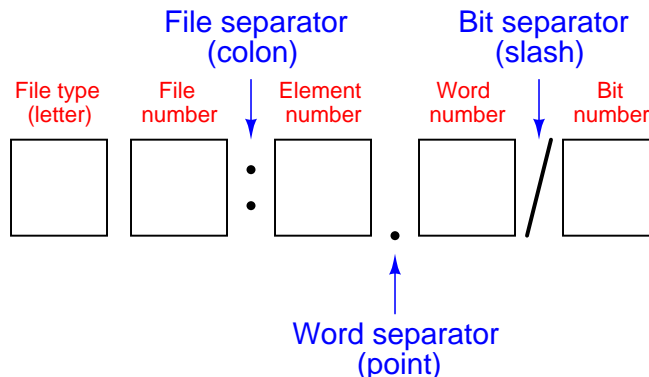 File separator
(colon)
Bit separator
(slash)
File type
(letter)
File
number
Element
number
Word
number
Bit
number
:
.
/
Word separator
(point)